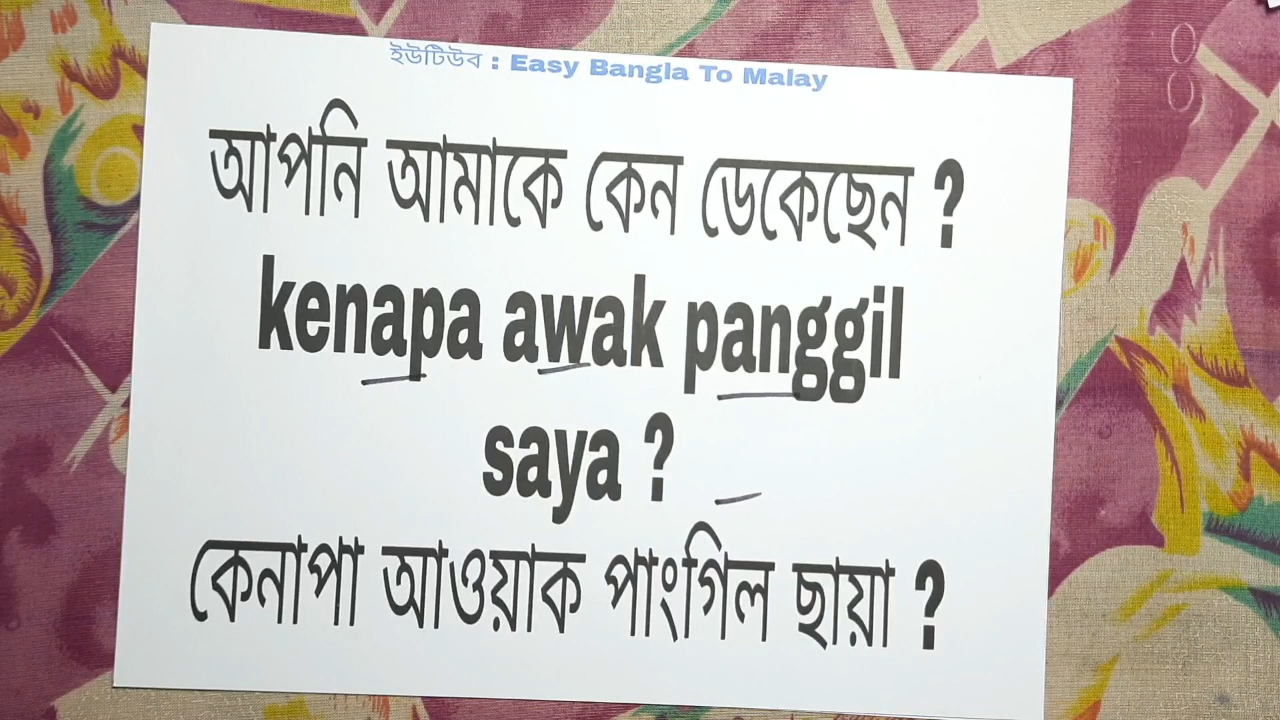 ইউটিউব : Easy Bangla To Malay
আপনি আমাকে কেন ডেকেছেন ?
kenapa awak panggil
saya ?
কেনাপা আওয়াক পাংগিল ছায়া ?